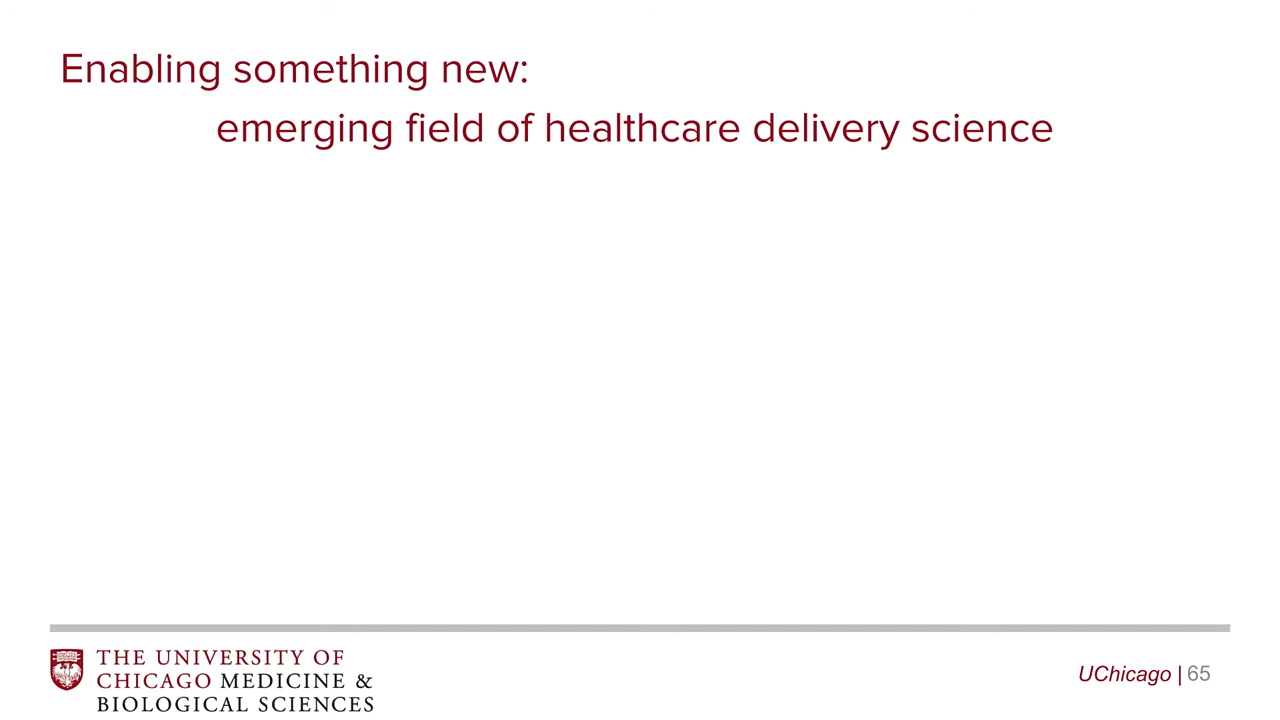 Enabling something new:
emerging field of healthcare delivery science
THE UNIVERSITY OF
CHICAGO MEDICINE &
BIOLOGICAL SCIENCES
UChicago | 65